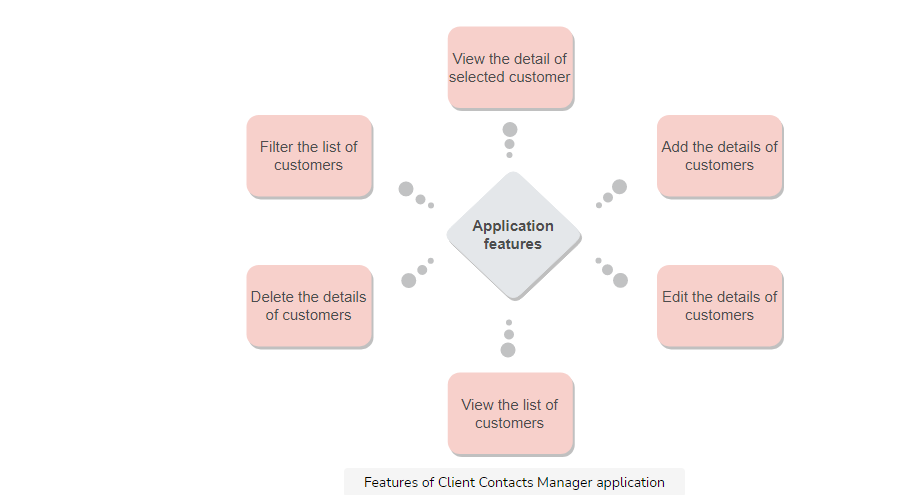 View the detail of
selected customer
Filter the list of
customers
Add the details of
customers
Application
features
Delete the details
of customers
Edit the details of
customers
View the list of
customers
Features of Client Contacts Manager application